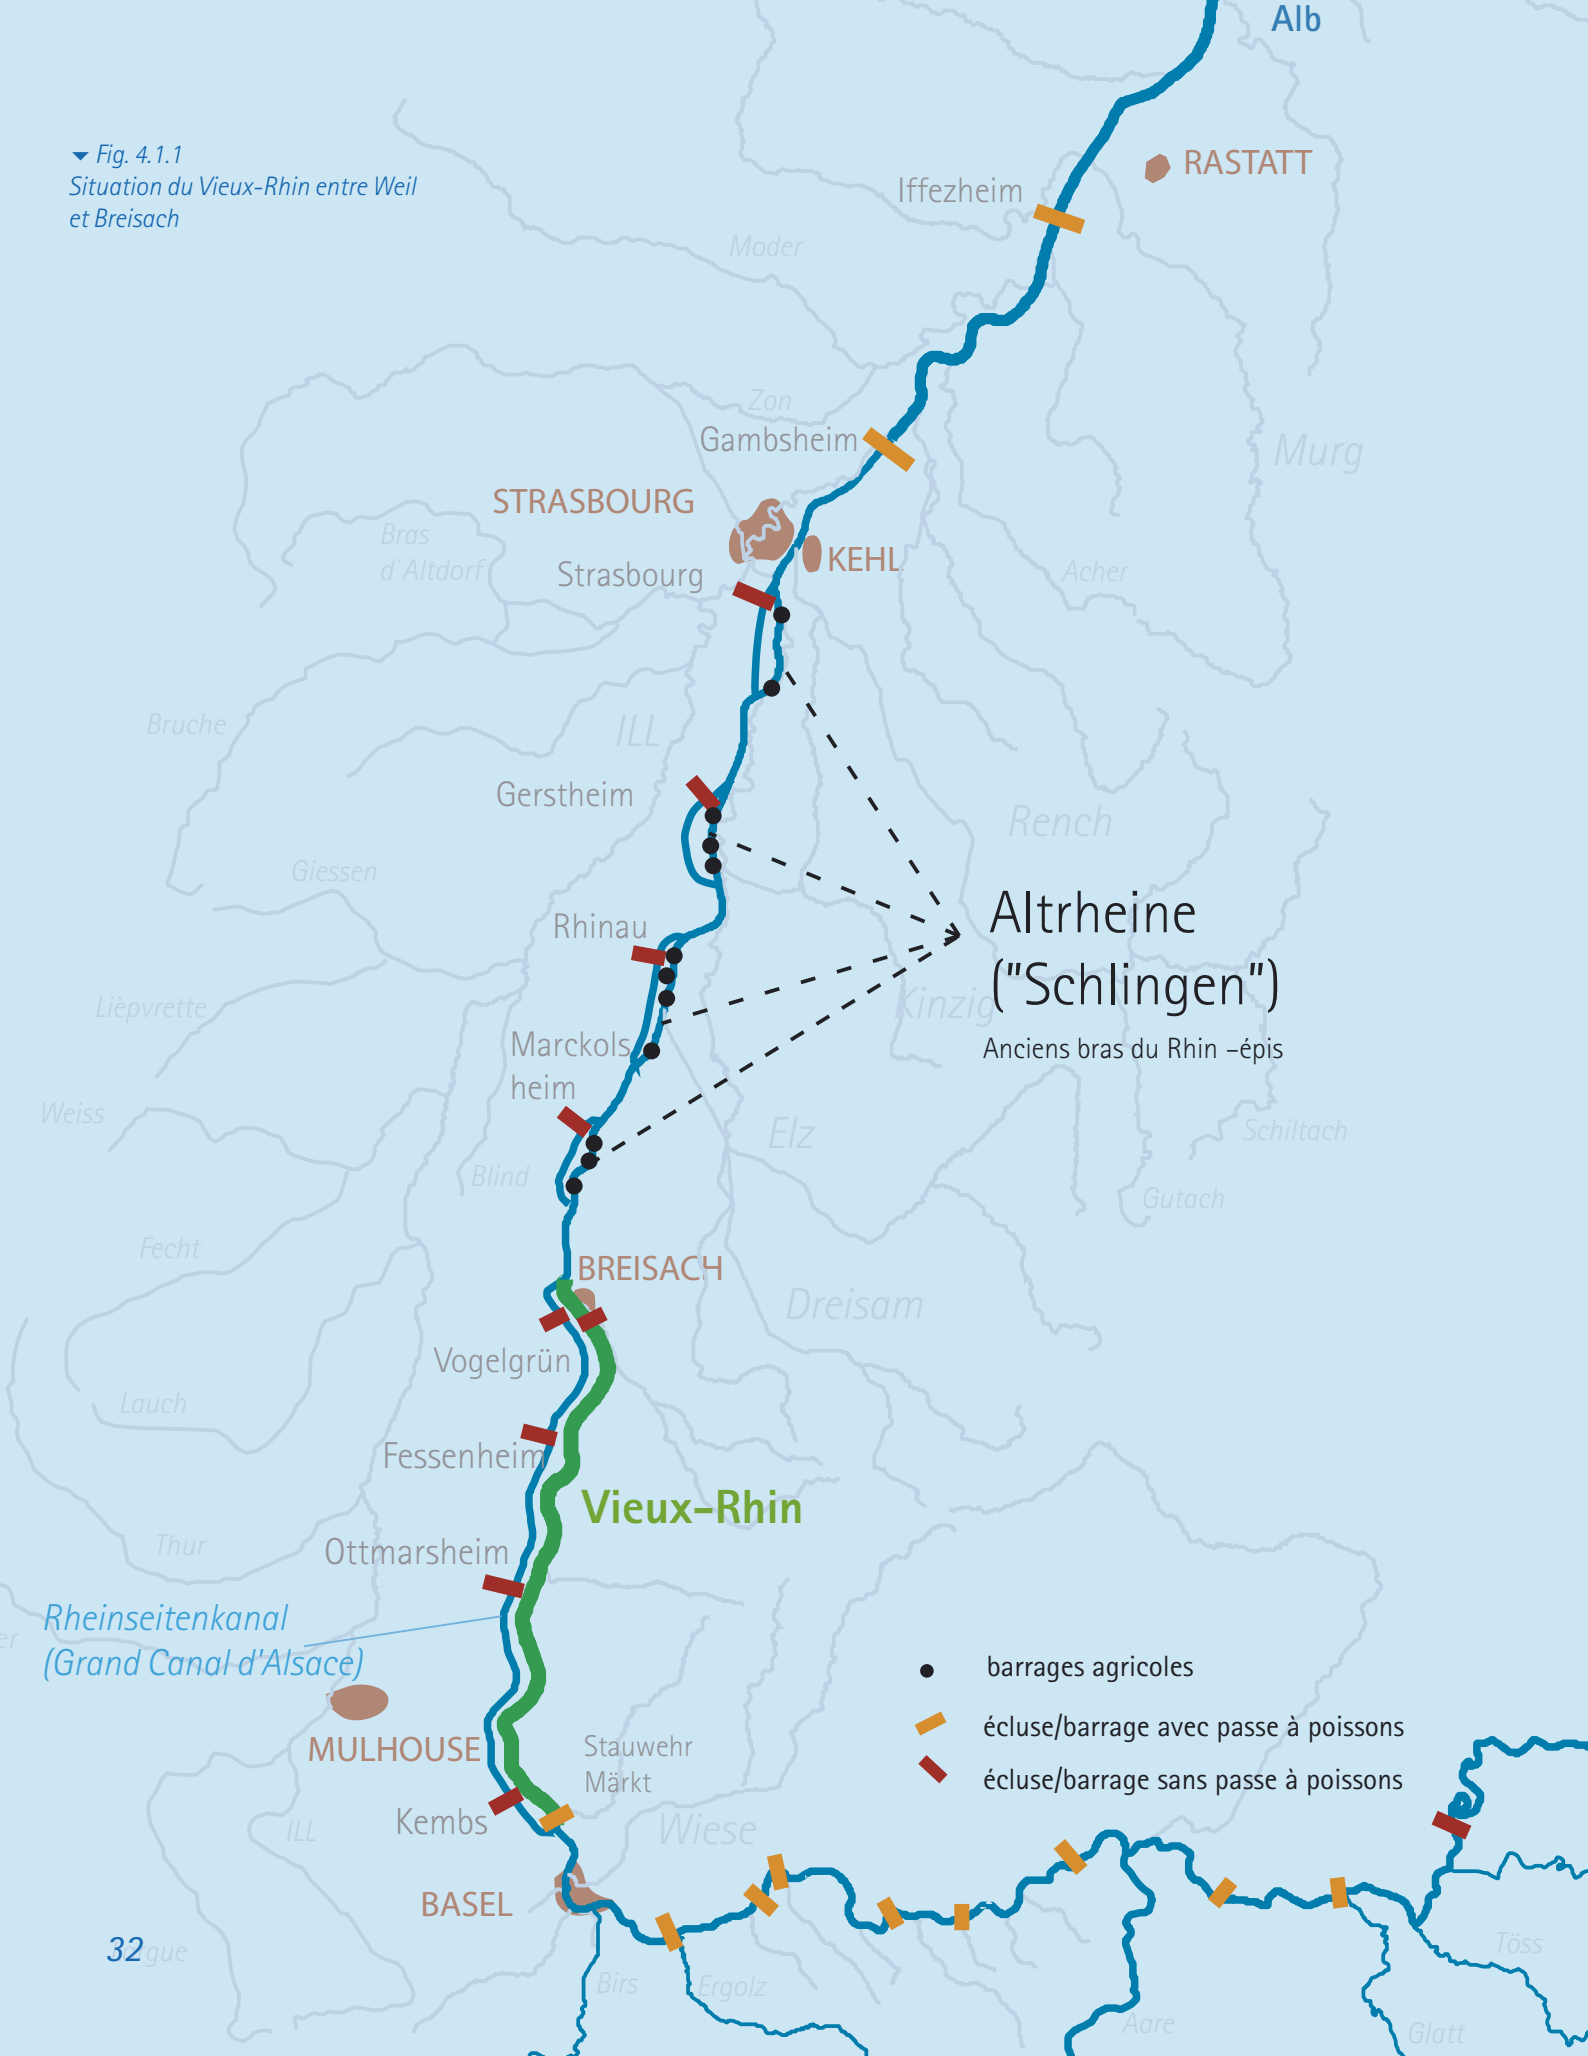 Alb
▼ Fig. 4.1.1
Situation du Vieux-Rhin entre Weil
et Breisach
RASTATT
Iffezheim
Moder
Zon
Gambsheim
Murg
STRASBOURG
Bras
d'Altdorf
KEHL
Strasbourg
Acher
Bruche
ILL
Gerstheim
Rench
Giessen
Rhinau
Altrheine
("Schlingen")
Anciens bras du Rhin –épis
Kinzig
Lièpvrette
Marckols
heim
Weiss
Elz
Schiltach
Blind
Gutach
Fecht
BREISACH
Dreisam
Vogelgrün
Lauch
Fessenheim
Vieux-Rhin
Thur
Ottmarsheim
Rheinseitenkanal
(Grand Canal d'Alsace)
er
barrages agricoles
écluse/barrage avec passe à poissons
écluse/barrage sans passe à poissons
MULHOUSE
Stauwehr
Märkt
Kembs
ILL
Wiese
BASEL
32
gue
Birs
Ergolz
Aare
Töss
Glatt